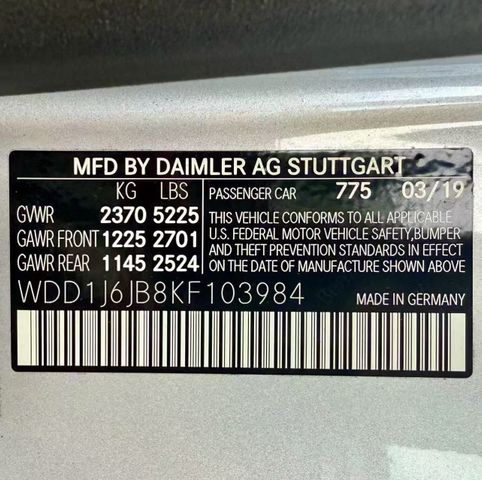 MFD BY DAIMLER AG STUTTGART
KG LBS PASSENGER CAR 775 03/19
GVWR 2370 5225 THIS VEHICLE CONFORMS TO ALL APPLICABLE
U.S. FEDERAL MOTOR VEHICLE SAFETY,BUMPER
GAWR FRONT 1225 2701 AND THEFT PREVENTION STANDARDS IN EFFECT
GAWR REAR 1145 2524 ON THE DATE OF MANUFACTURE SHOWN ABOVE
WDD1J6JB8KF103984 MADE IN GERMANY